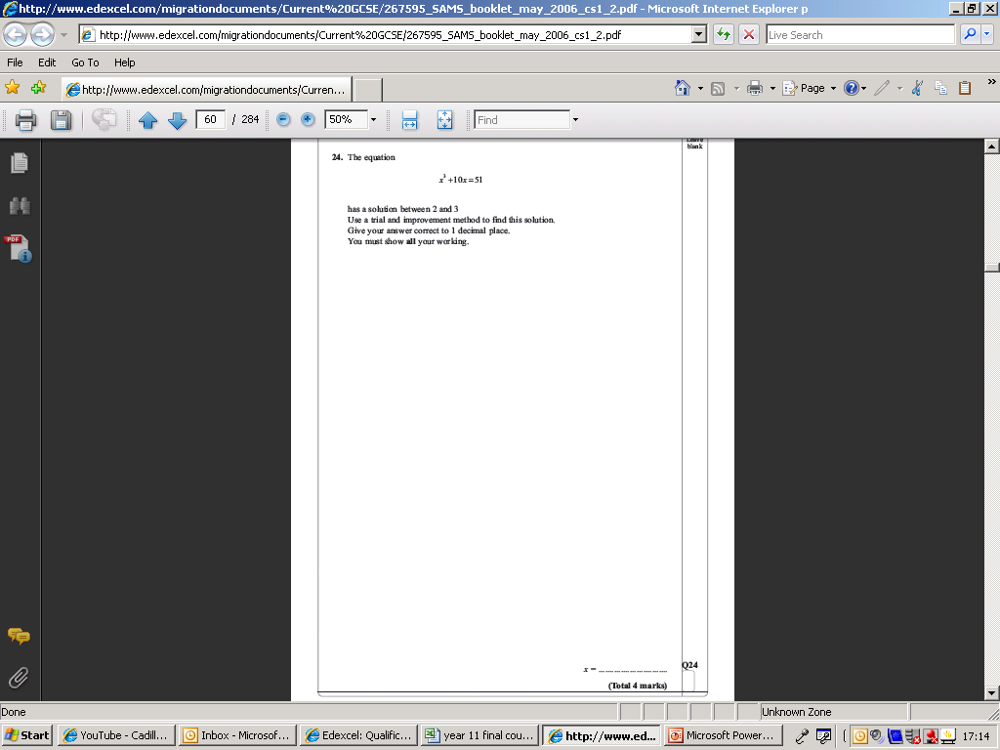 http://www.edexcel.com/migrationdocuments/Current%20GCSE/267595_SAMS_booklet_may_2006_cs1_2.pdf - Microsoft Internet Explorer p
http://www.edexcel.com/migrationdocuments/Current%20GCSE/267595_SAMS_booklet_may_2006_cs1_2.pdf
Live Search
File Edit Go To Help
http://www.edexcel.com/migrationdocuments/Curren...
Page
60 / 284 50% Find
Leave
blank
24. The equation
x³ +10x=51
has a solution between 2 and 3
Use a trial and improvement method to find this solution.
Give your answer correct to 1 decimal place.
You must show all your working.
x = ..............................
Q24
(Total 4 marks)
Done Unknown Zone
Start YouTube - Cadill... Inbox - Microsof... Edexcel: Qualific... year 11 final cou... http://www.ed... Microsoft Power... 17:14
PDF